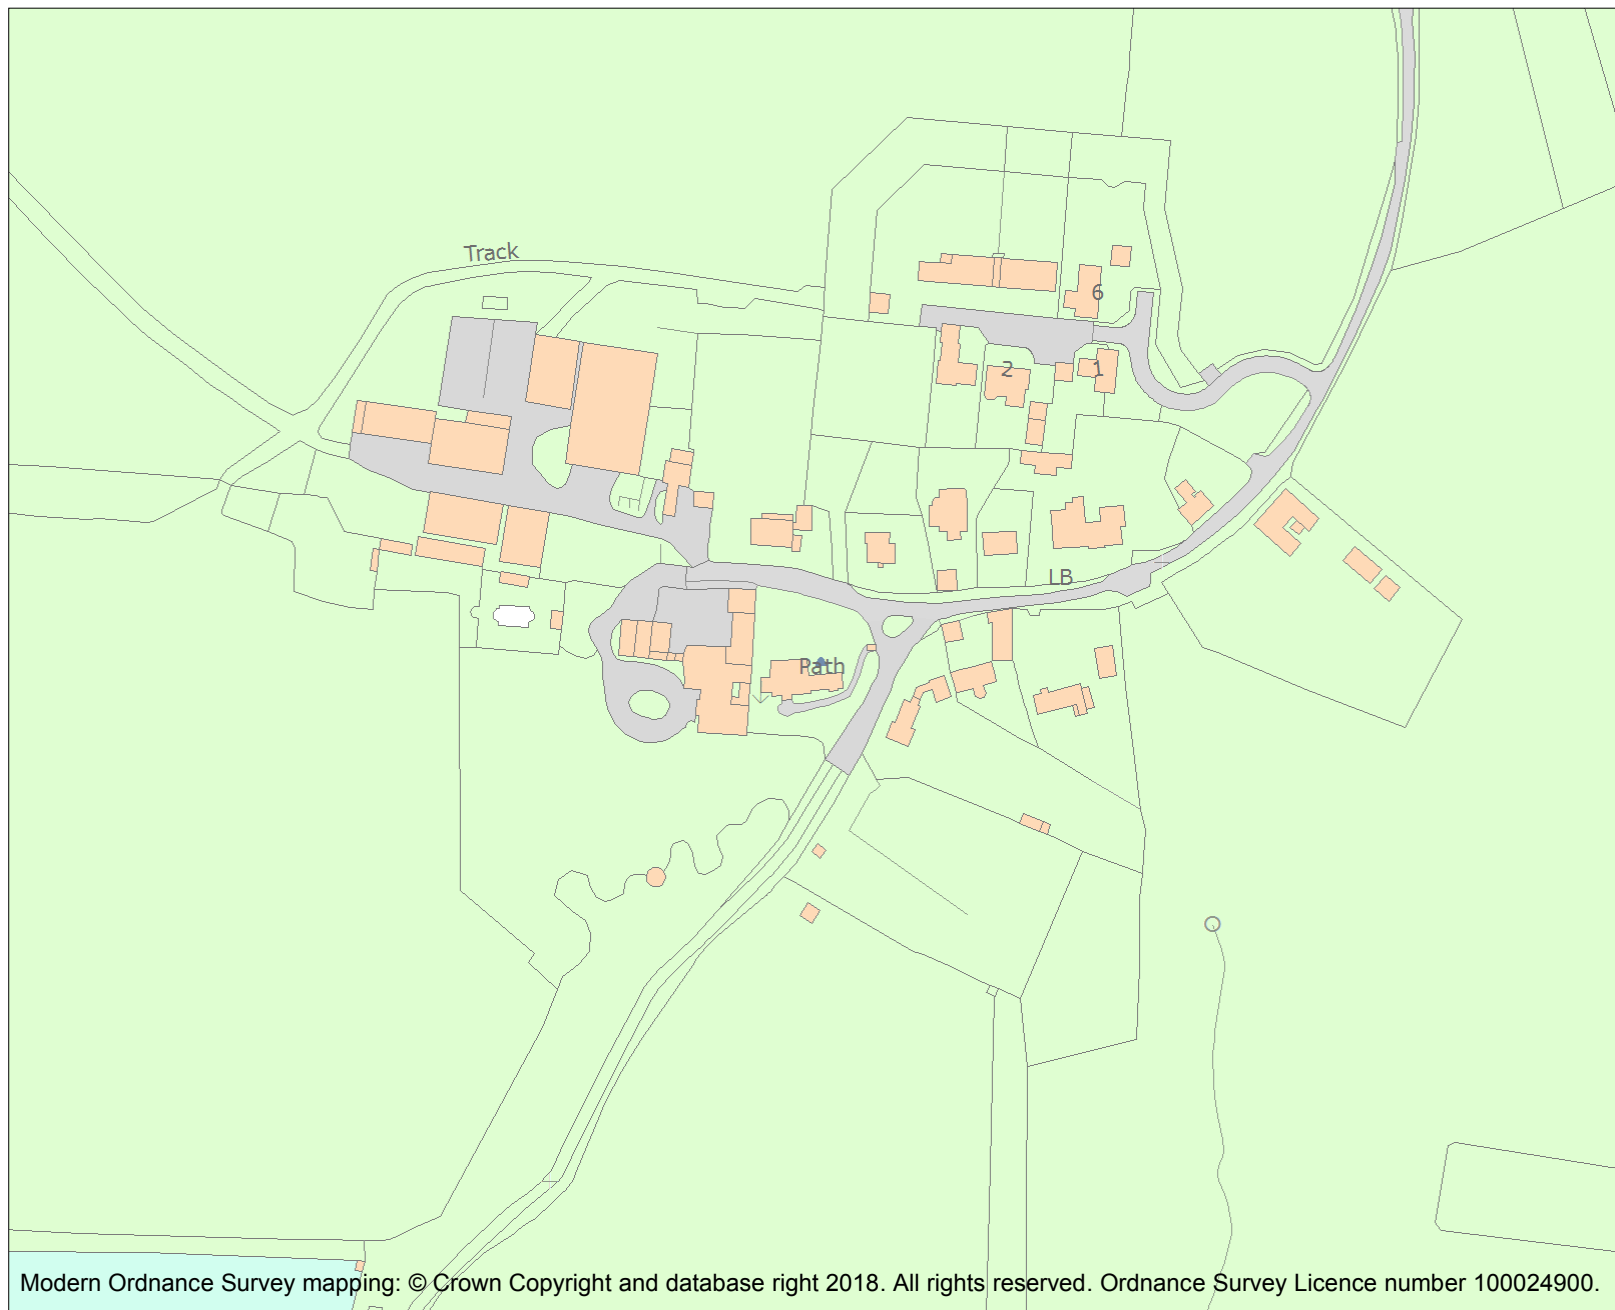 Track
6
2
1
LB
Path
Modern Ordnance Survey mapping: © Crown Copyright and database right 2018. All rights reserved. Ordnance Survey Licence number 100024900.